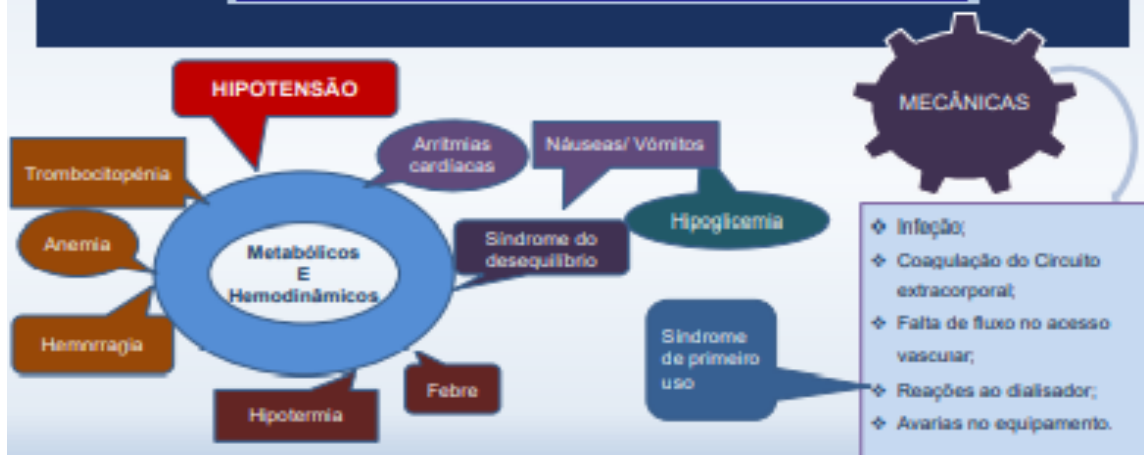 HIPOTENSÃO
MECÂNICAS
Arritmias
cardíacas
Náuseas/ Vômitos
Trombocitopénia
Hipoglicemia
Anemia
Metabólicos
E
Hemodinâmicos
Síndrome do
desequilíbrio
Hemorragia
Hipotermia
Febre
Síndrome
de primeiro
uso
❖ Infeção;
❖ Coagulação do Circuito
extracorporal;
❖ Falta de fluxo no acesso
vascular;
❖ Reações ao dialisador;
❖ Avarias no equipamento.